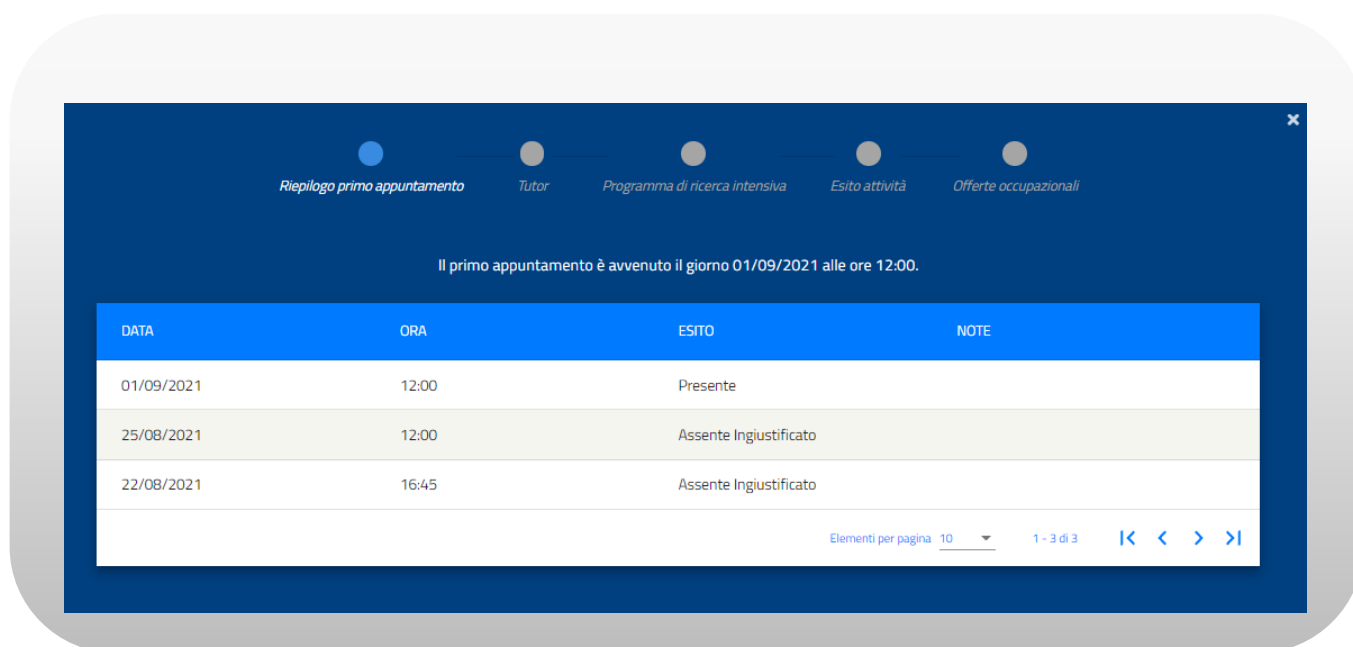 ×
Riepilogo primo appuntamento Tutor Programma di ricerca intensiva Esito attività Offerte occupazionali
Il primo appuntamento è avvenuto il giorno 01/09/2021 alle ore 12:00.
DATA ORA ESITO NOTE
01/09/2021 12:00 Presente
25/08/2021 12:00 Assente Ingiustificato
22/08/2021 16:45 Assente Ingiustificato
Elementi per pagina 10 1 - 3 di 3